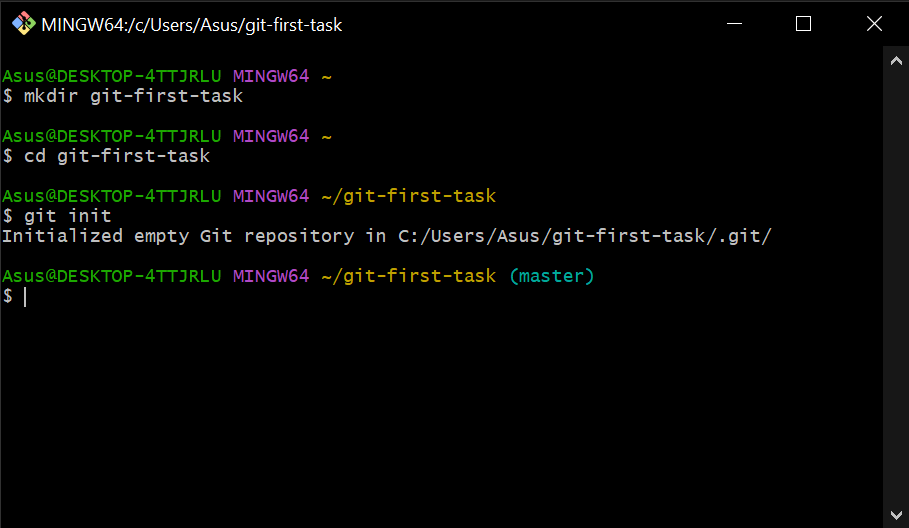 MINGW64:/c/Users/Asus/git-first-task
Asus@DESKTOP-4TTJRLU MINGW64 ~
$ mkdir git-first-task
Asus@DESKTOP-4TTJRLU MINGW64 ~
$ cd git-first-task
Asus@DESKTOP-4TTJRLU MINGW64 ~/git-first-task
$ git init
Initialized empty Git repository in C:/Users/Asus/git-first-task/.git/
Asus@DESKTOP-4TTJRLU MINGW64 ~/git-first-task (master)
$